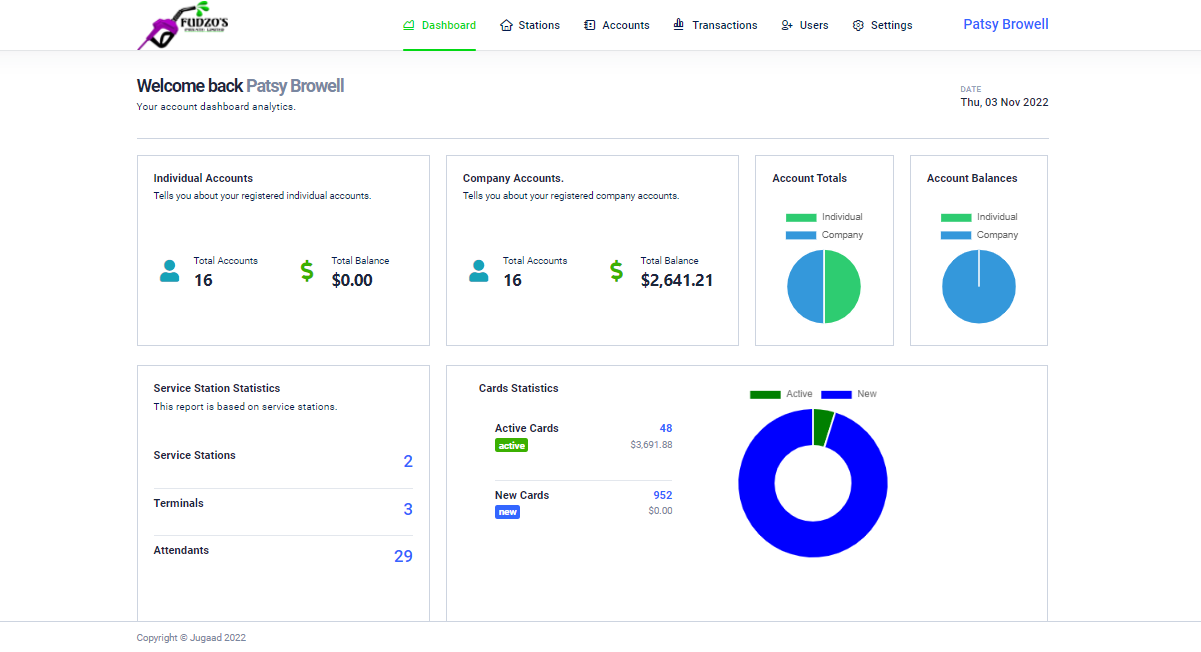 FUDZO'S
Dashboard
Stations
Accounts
Transactions
Users
Settings
Patsy Browell
Welcome back Patsy Browell
Your account dashboard analytics.
DATE
Thu, 03 Nov 2022
Individual Accounts
Tells you about your registered individual accounts.
Total Accounts
16
Total Balance
$0.00
Company Accounts.
Tells you about your registered company accounts.
Total Accounts
16
Total Balance
$2,641.21
Account Totals
Individual
Company
Account Balances
Individual
Company
Service Station Statistics
This report is based on service stations.
Service Stations
2
Terminals
3
Attendants
29
Cards Statistics
Active Cards
48
active
$3,691.88
New Cards
952
new
$0.00
Active New
Copyright © Jugaad 2022